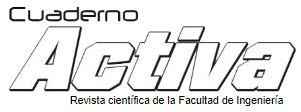 Cuaderno
Activa
Revista científica de la Facultad de Ingeniería